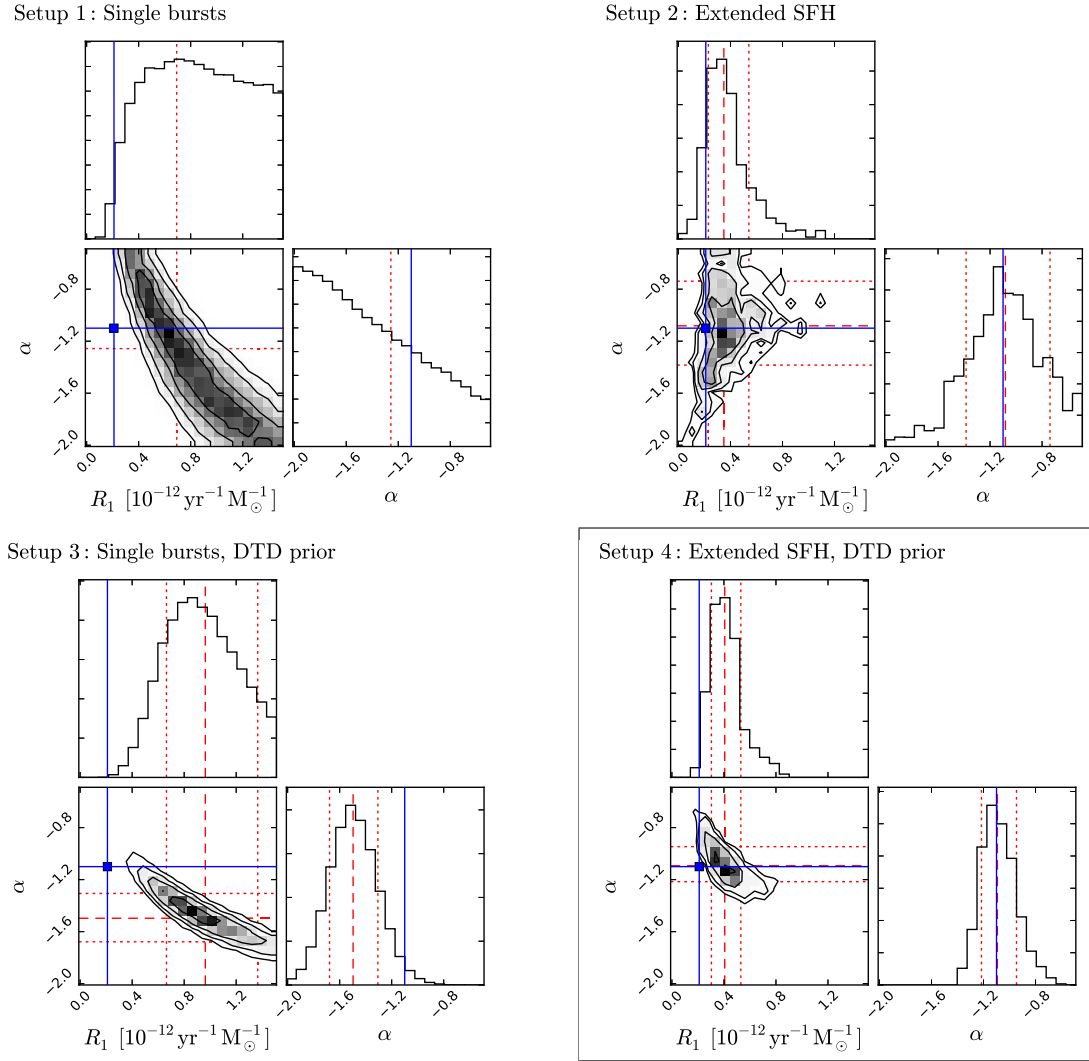 Setup 1: Single bursts
Setup 2: Extended SFH
α
−0.8
−1.2
−1.6
−2.0
0.0 0.4 0.8 1.2
R₁ [10⁻¹² yr⁻¹ M⊙⁻¹]
−2.0 −1.6 −1.2 −0.8
α
α
−0.8
−1.2
−1.6
−2.0
0.0 0.4 0.8 1.2
R₁ [10⁻¹² yr⁻¹ M⊙⁻¹]
−2.0 −1.6 −1.2 −0.8
α
Setup 3: Single bursts, DTD prior
Setup 4: Extended SFH, DTD prior
α
−0.8
−1.2
−1.6
−2.0
0.0 0.4 0.8 1.2
R₁ [10⁻¹² yr⁻¹ M⊙⁻¹]
−2.0 −1.6 −1.2 −0.8
α
α
−0.8
−1.2
−1.6
−2.0
0.0 0.4 0.8 1.2
R₁ [10⁻¹² yr⁻¹ M⊙⁻¹]
−2.0 −1.6 −1.2 −0.8
α